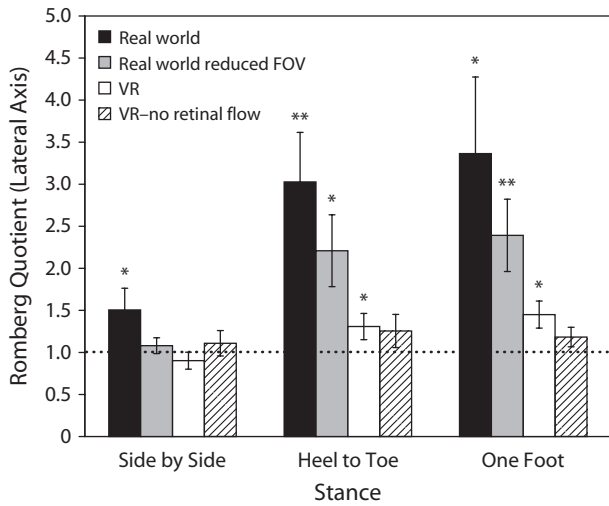 5.0
4.5
4.0
3.5
3.0
2.5
2.0
1.5
1.0
0.5
0
Romberg Quotient (Lateral Axis)
Real world
Real world reduced FOV
VR
VR–no retinal flow
*
**
*
*
*
**
*
Side by Side
Heel to Toe
One Foot
Stance